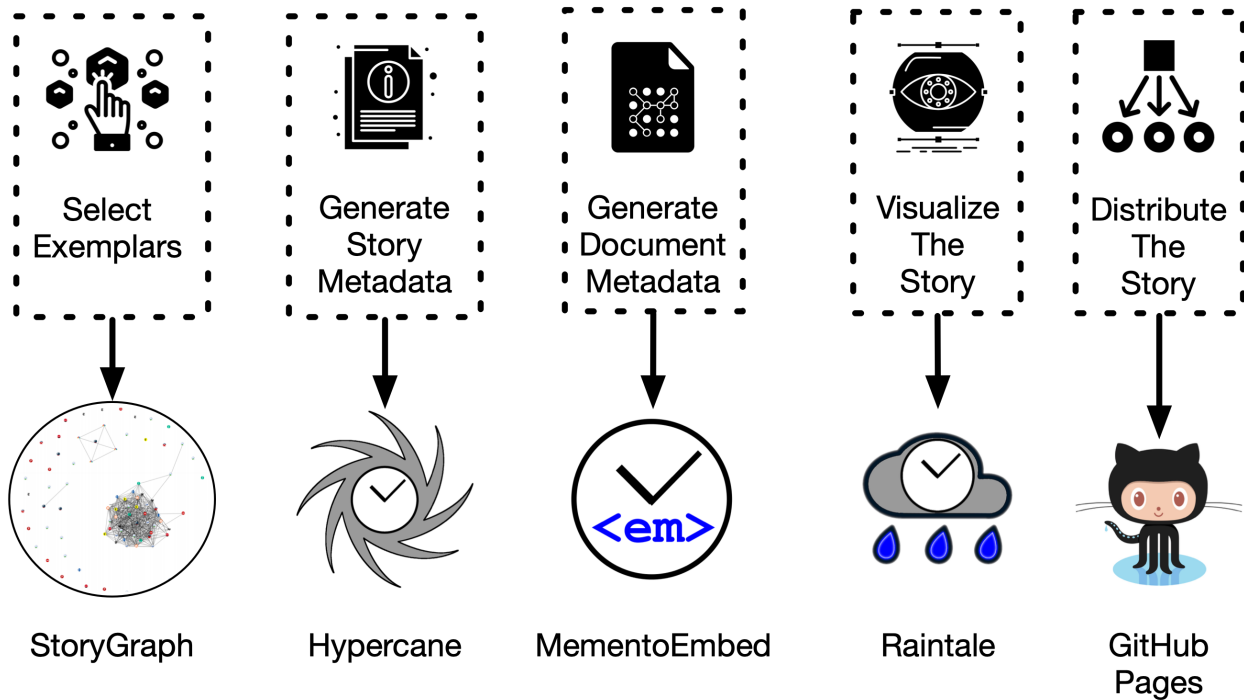 Select
Exemplars
Generate
Story
Metadata
Generate
Document
Metadata
Visualize
The
Story
Distribute
The
Story
<em>
StoryGraph
Hypercane
MementoEmbed
Raintale
GitHub
Pages